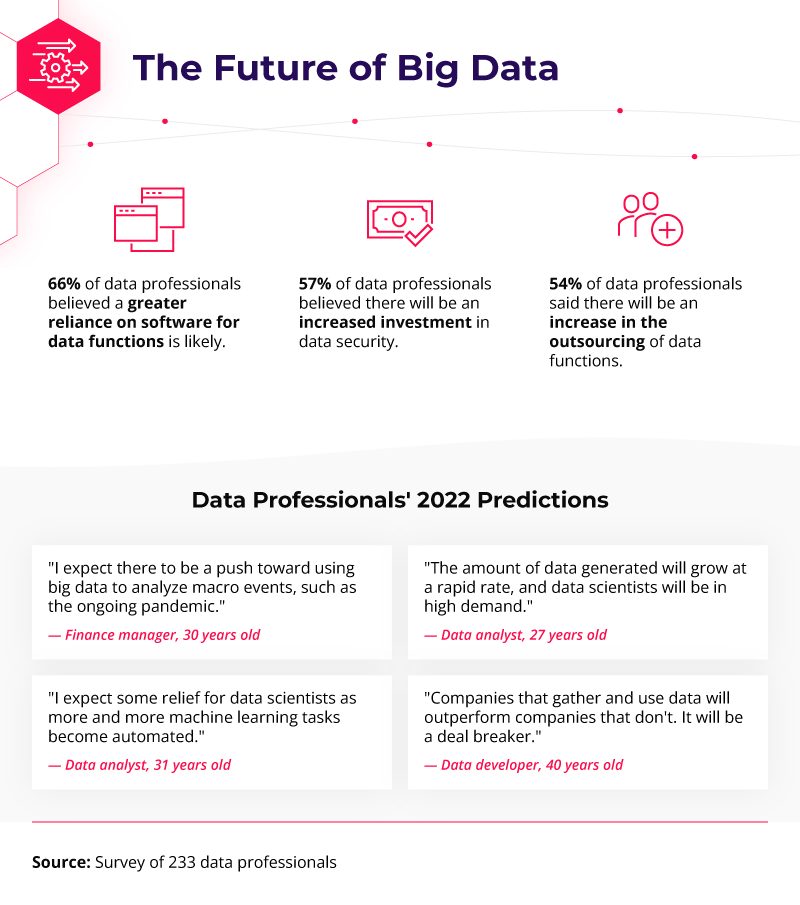 The Future of Big Data
66% of data professionals
believed a greater
reliance on software for
data functions is likely.
57% of data professionals
believed there will be an
increased investment in
data security.
54% of data professionals
said there will be an
increase in the
outsourcing of data
functions.
Data Professionals' 2022 Predictions
"I expect there to be a push toward using
big data to analyze macro events, such as
the ongoing pandemic."
— Finance manager, 30 years old
"The amount of data generated will grow at
a rapid rate, and data scientists will be in
high demand."
— Data analyst, 27 years old
"I expect some relief for data scientists as
more and more machine learning tasks
become automated."
— Data analyst, 31 years old
"Companies that gather and use data will
outperform companies that don't. It will be
a deal breaker."
— Data developer, 40 years old
Source: Survey of 233 data professionals